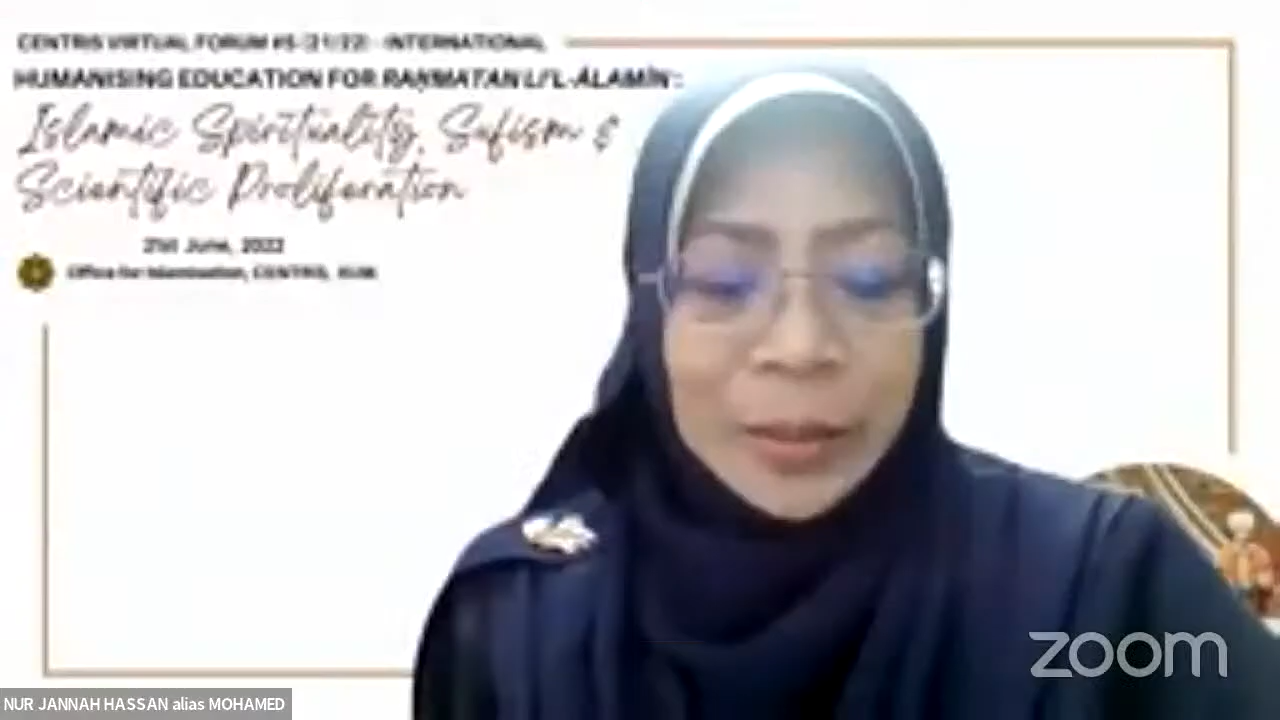 CENTRIS VIRTUAL FORUM #5 (21/22) - INTERNATIONAL
HUMANISING EDUCATION FOR RAḤMATAN LI'L-ĀLAMĪN :
Islamic Spirituality, Sufism &
Scientific Proliferation
21st June, 2022
Office for Islamisation, CENTRIS, IIUM
zoom
NUR JANNAH HASSAN alias MOHAMED